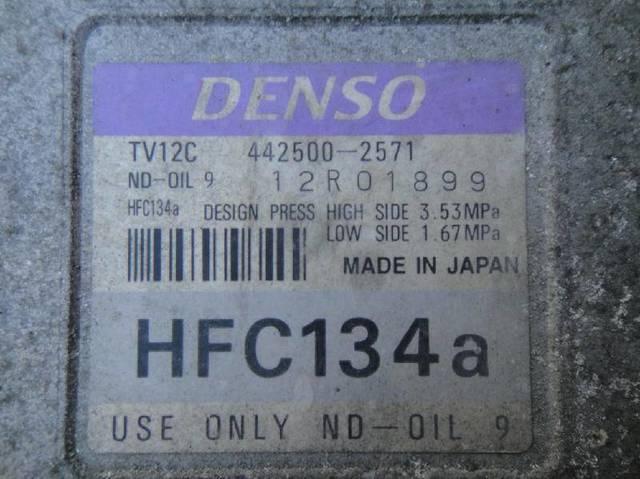 DENSO
TV12C 442500-2571
ND-OIL 9 12R01899
HFC134a DESIGN PRESS HIGH SIDE 3.53MPa
LOW SIDE 1.67MPa
MADE IN JAPAN
HFC134a
USE ONLY ND-OIL 9